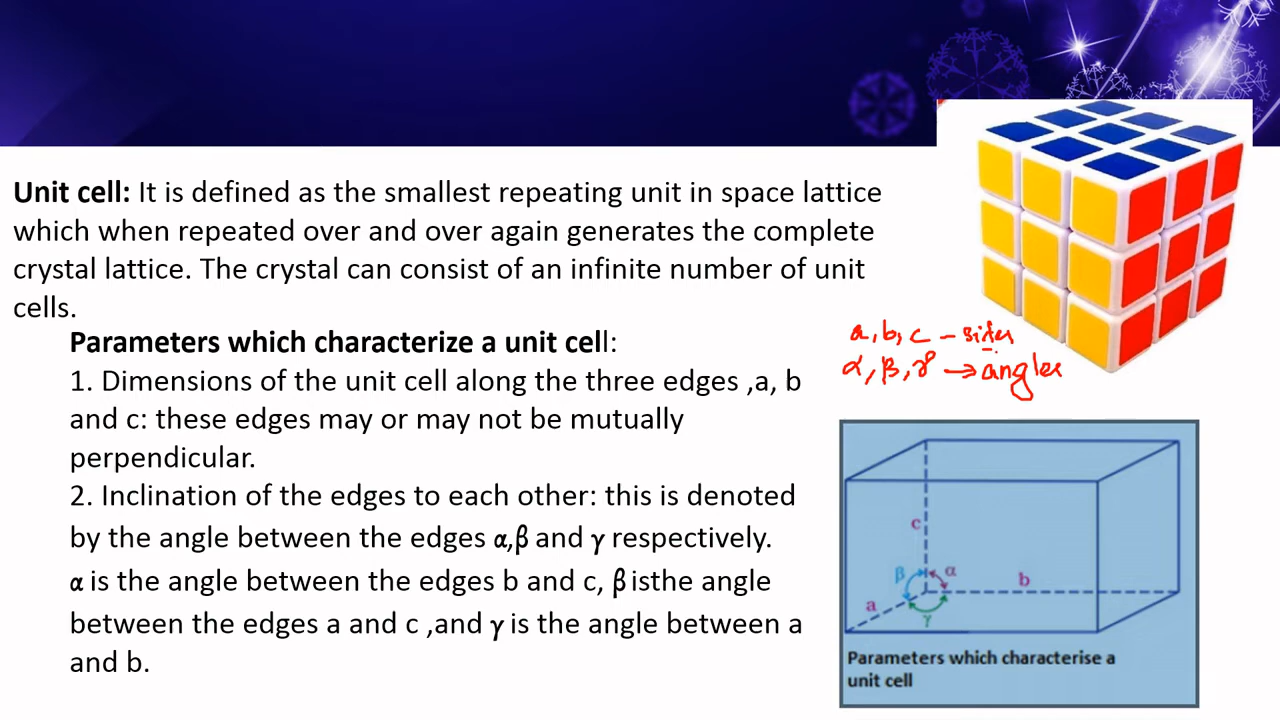 Unit cell: It is defined as the smallest repeating unit in space lattice
which when repeated over and over again generates the complete
crystal lattice. The crystal can consist of an infinite number of unit
cells.
Parameters which characterize a unit cell:
1. Dimensions of the unit cell along the three edges ,a, b
and c: these edges may or may not be mutually
perpendicular.
2. Inclination of the edges to each other: this is denoted
by the angle between the edges α,β and γ respectively.
α is the angle between the edges b and c, β isthe angle
between the edges a and c ,and γ is the angle between a
and b.
a, b, c - sides
α, β, γ → angles
c
β α
b
a
γ
Parameters which characterise a
unit cell